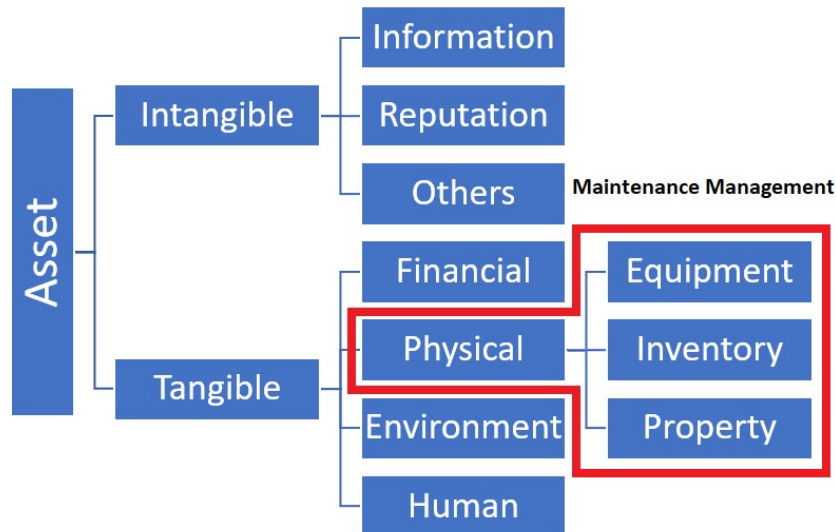 Asset
Intangible
Information
Reputation
Others
Maintenance Management
Tangible
Financial
Physical
Equipment
Inventory
Property
Environment
Human